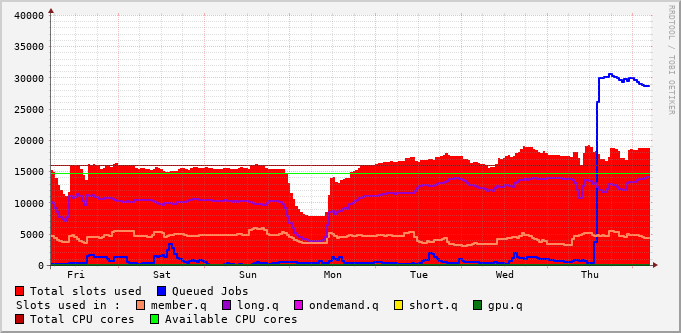 RRDTOOL / TOBI OETIKER
40000
35000
30000
25000
20000
15000
10000
5000
0
Fri Sat Sun Mon Tue Wed Thu
Total slots used Queued Jobs
Slots used in : member.q long.q ondemand.q short.q gpu.q
Total CPU cores Available CPU cores